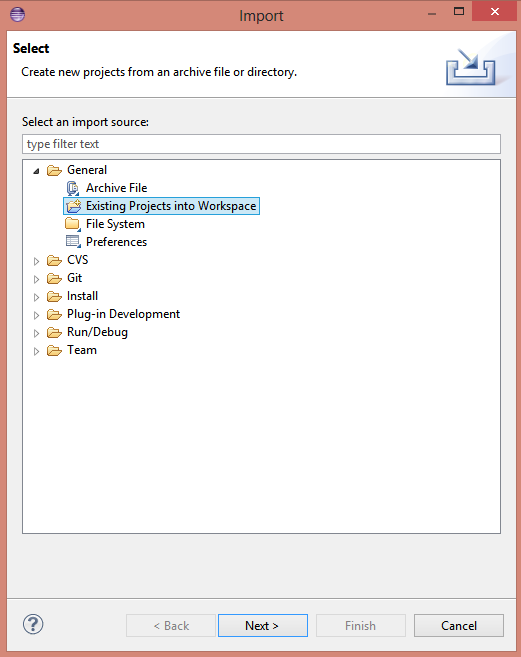 Import
Select
Create new projects from an archive file or directory.
Select an import source:
type filter text
General
Archive File
Existing Projects into Workspace
File System
Preferences
CVS
Git
Install
Plug-in Development
Run/Debug
Team
? < Back Next > Finish Cancel